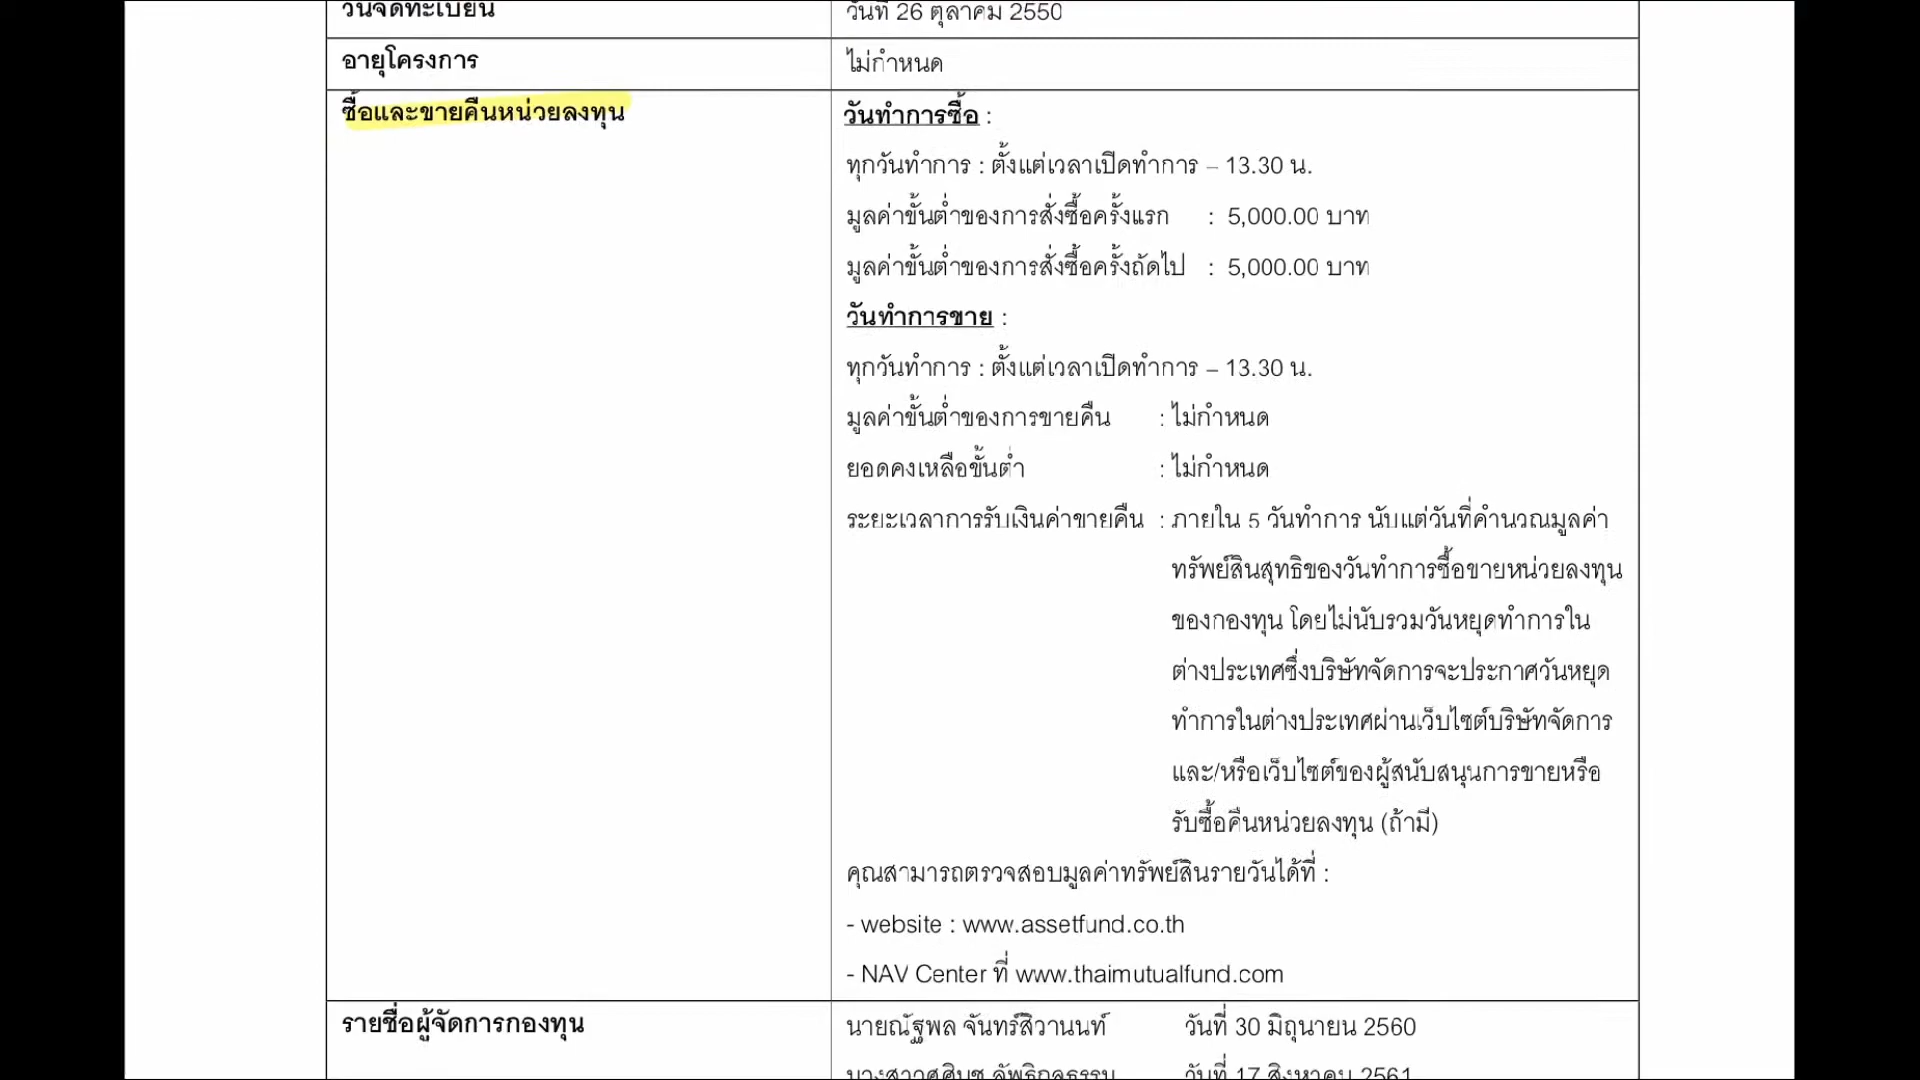 วันจดทะเบียน วันที่ 26 ตุลาคม 2550
อายุโครงการ ไม่กำหนด
ซื้อและขายคืนหน่วยลงทุน วันทำการซื้อ :
ทุกวันทำการ : ตั้งแต่เวลาเปิดทำการ – 13.30 น.
มูลค่าขั้นต่ำของการสั่งซื้อครั้งแรก : 5,000.00 บาท
มูลค่าขั้นต่ำของการสั่งซื้อครั้งถัดไป : 5,000.00 บาท
วันทำการขาย :
ทุกวันทำการ : ตั้งแต่เวลาเปิดทำการ – 13.30 น.
มูลค่าขั้นต่ำของการขายคืน : ไม่กำหนด
ยอดคงเหลือขั้นต่ำ : ไม่กำหนด
ระยะเวลาการรับเงินค่าขายคืน : ภายใน 5 วันทำการ นับแต่วันที่คำนวณมูลค่า
ทรัพย์สินสุทธิของวันทำการซื้อขายหน่วยลงทุน
ของกองทุน โดยไม่นับรวมวันหยุดทำการใน
ต่างประเทศซึ่งบริษัทจัดการจะประกาศวันหยุด
ทำการในต่างประเทศผ่านเว็บไซต์บริษัทจัดการ
และ/หรือเว็บไซต์ของผู้สนับสนุนการขายหรือ
รับซื้อคืนหน่วยลงทุน (ถ้ามี)
คุณสามารถตรวจสอบมูลค่าทรัพย์สินรายวันได้ที่ :
- website : www.assetfund.co.th
- NAV Center ที่ www.thaimutualfund.com
รายชื่อผู้จัดการกองทุน นายณัฐพล จันทร์สิวานนท์ วันที่ 30 มิถุนายน 2560
วันที่ 17 สิงหาคม 2561